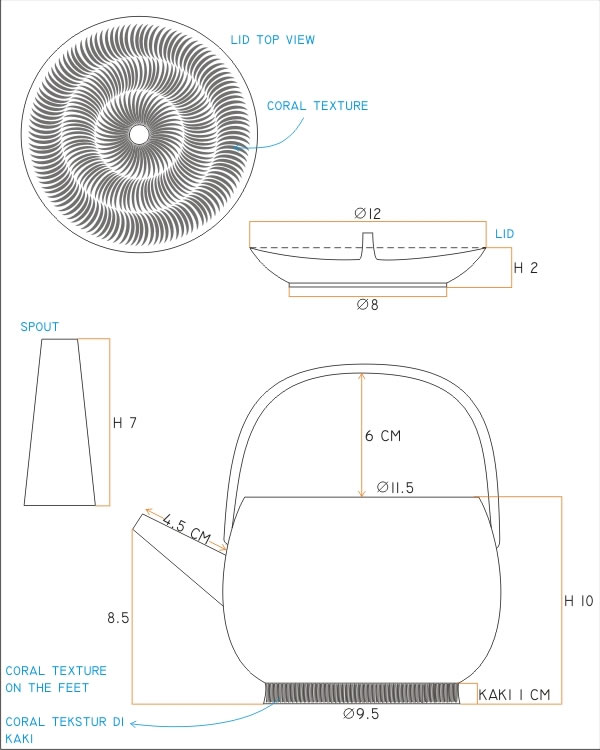 LID TOP VIEW
CORAL TEXTURE
Ø12
LID
H 2
Ø8
SPOUT
H 7
6 CM
Ø11.5
4.5 CM
8.5
H 10
CORAL TEXTURE
ON THE FEET
KAKI 1 CM
Ø9.5
CORAL TEKSTUR DI
KAKI